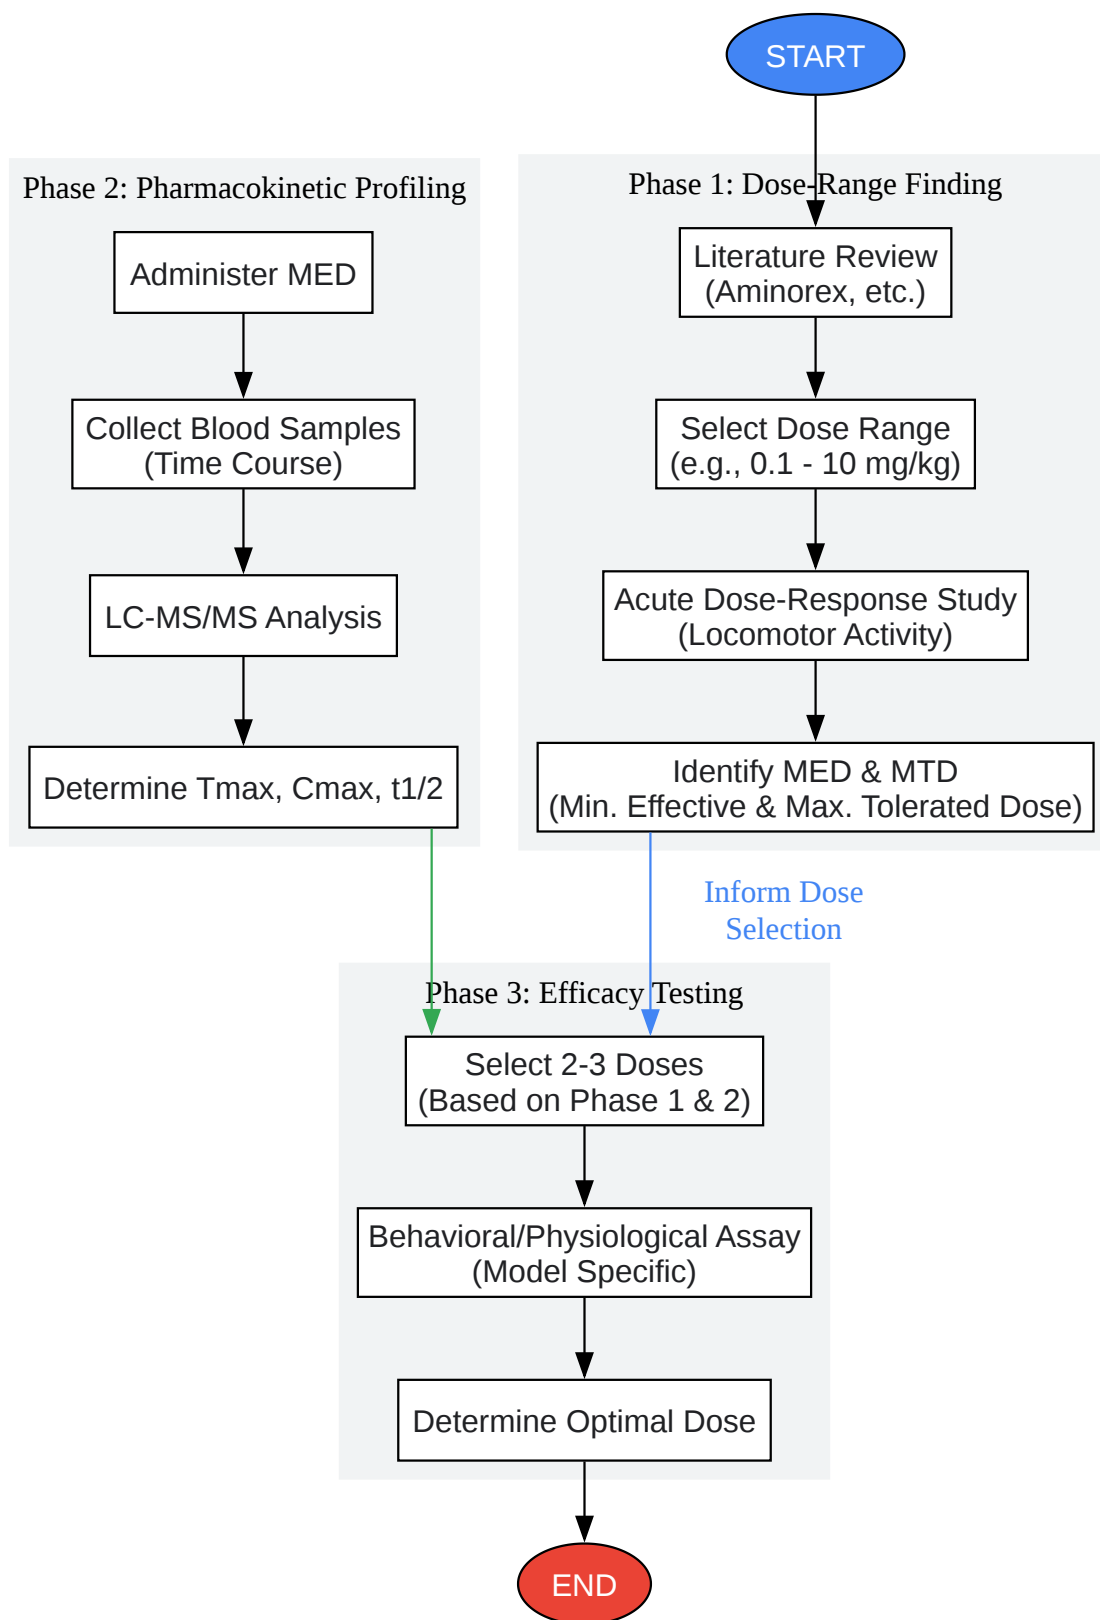 START
Phase 2: Pharmacokinetic Profiling
Administer MED
Collect Blood Samples
(Time Course)
LC-MS/MS Analysis
Determine Tmax, Cmax, t1/2
Phase 1: Dose-Range Finding
Literature Review
(Aminorex, etc.)
Select Dose Range
(e.g., 0.1 - 10 mg/kg)
Acute Dose-Response Study
(Locomotor Activity)
Identify MED & MTD
(Min. Effective & Max. Tolerated Dose)
Inform Dose
Selection
Phase 3: Efficacy Testing
Select 2-3 Doses
(Based on Phase 1 & 2)
Behavioral/Physiological Assay
(Model Specific)
Determine Optimal Dose
END